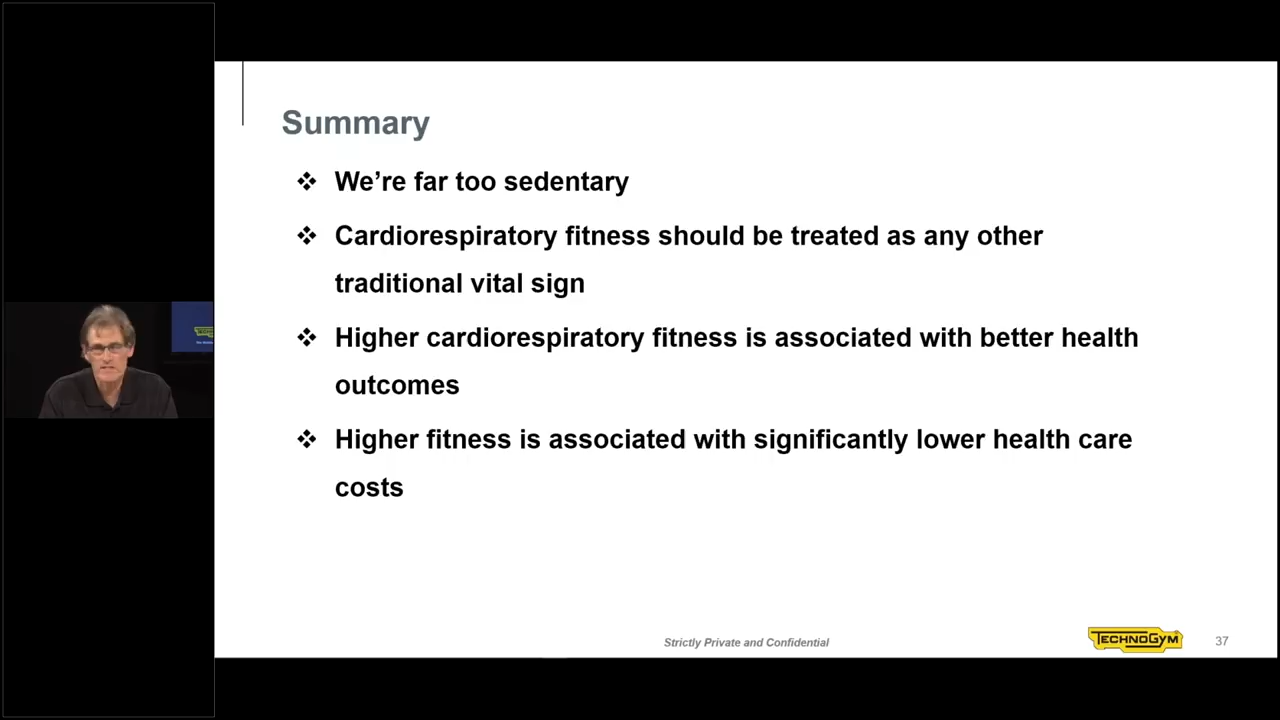 Summary
❖ We’re far too sedentary
❖ Cardiorespiratory fitness should be treated as any other
traditional vital sign
❖ Higher cardiorespiratory fitness is associated with better health
outcomes
❖ Higher fitness is associated with significantly lower health care
costs
Strictly Private and Confidential
TECHNOGYM
37